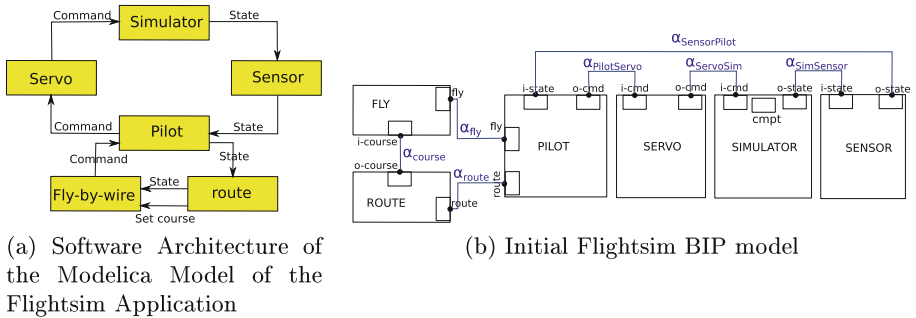 Command
State
Simulator
Servo
Sensor
Command
State
Pilot
Command
State
State
Fly-by-wire
route
Set course
(a) Software Architecture of
the Modelica Model of the
Flightsim Application
αSensorPilot
αPilotServo
αServoSim
αSimSensor
i-state
o-cmd
i-cmd
o-cmd
i-cmd
o-state
i-state
o-state
cmpt
fly
FLY
fly
αfly
i-course
αcourse
o-course
PILOT
SERVO
SIMULATOR
SENSOR
αroute
route
ROUTE
route
(b) Initial Flightsim BIP model